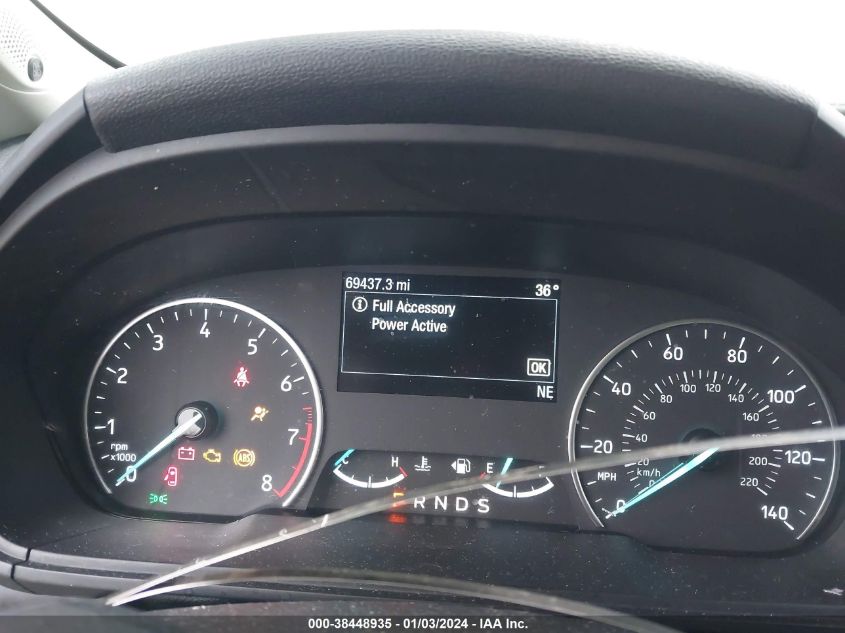 69437.3 mi 36°
Full Accessory
Power Active
OK
NE
0 1 2 3 4 5 6 7 8
rpm
x1000
ABS
C H
E
R N D S
0 20 40 60 80 100 120 140
MPH
0 20 40 60 80 100 120 140 160 200 220
km/h
000-38448935 - 01/03/2024 - IAA Inc.